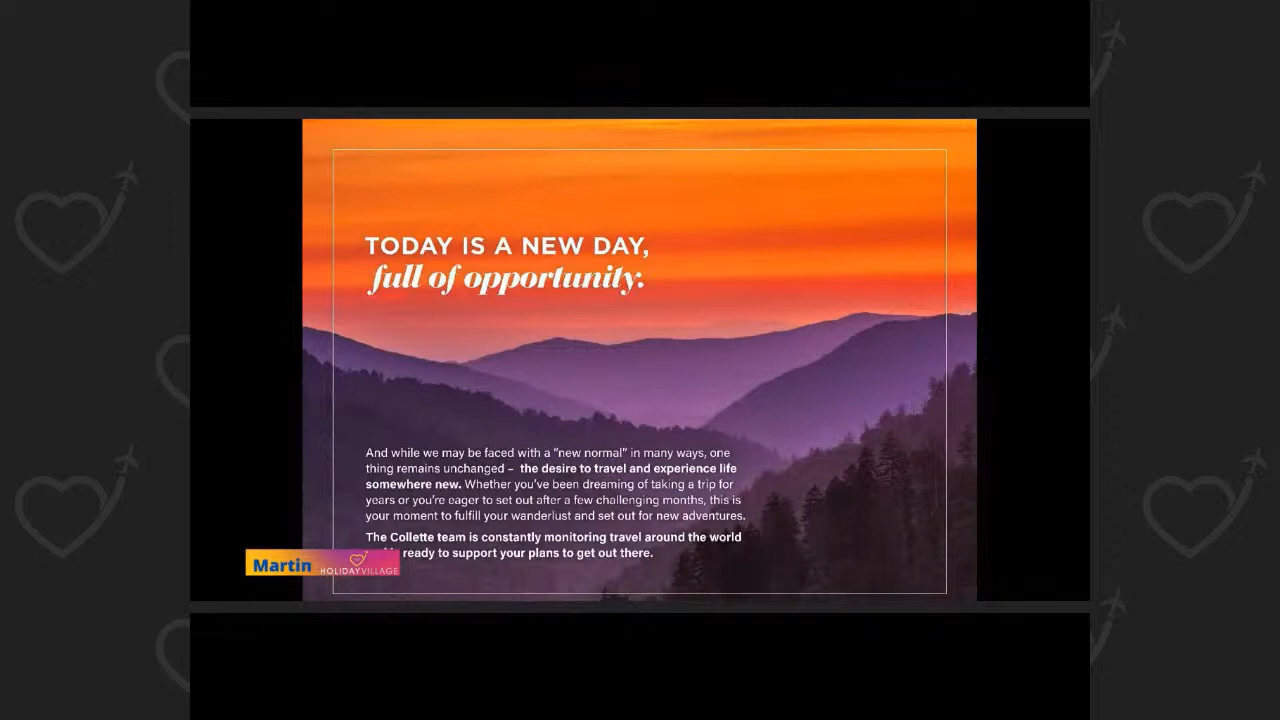 TODAY IS A NEW DAY,
full of opportunity.
And while we may be faced with a “new normal” in many ways, one
thing remains unchanged – the desire to travel and experience life
somewhere new. Whether you’ve been dreaming of taking a trip for
years or you’re eager to set out after a few challenging months, this is
your moment to fulfill your wanderlust and set out for new adventures.
The Collette team is constantly monitoring travel around the world
ready to support your plans to get out there.
Martin HOLIDAYVILLAGE